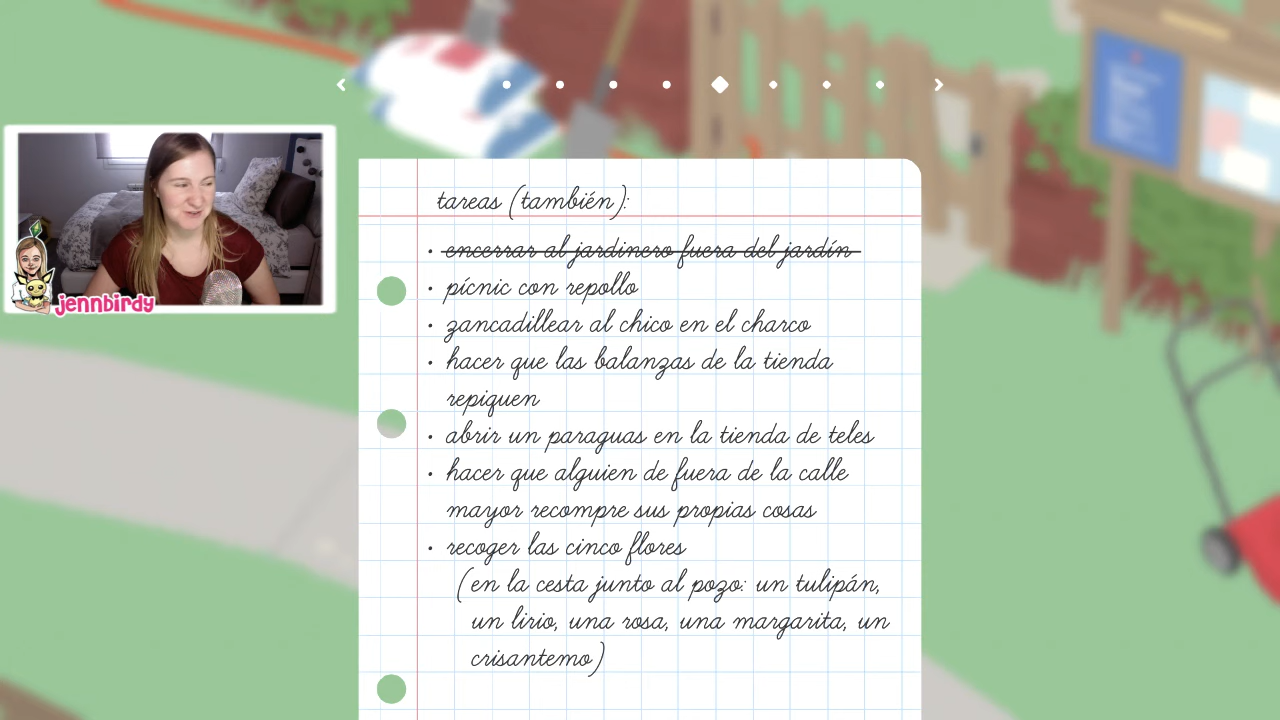 tareas (también):
• encerrar al jardinero fuera del jardín
• pícnic con repollo
• zancadillear al chico en el charco
• hacer que las balanzas de la tienda
repiquen
• abrir un paraguas en la tienda de teles
• hacer que alguien de fuera de la calle
mayor recompre sus propias cosas
• recoger las cinco flores
(en la cesta junto al pozo: un tulipán,
un lirio, una rosa, una margarita, un
crisantemo)
jennbirdy